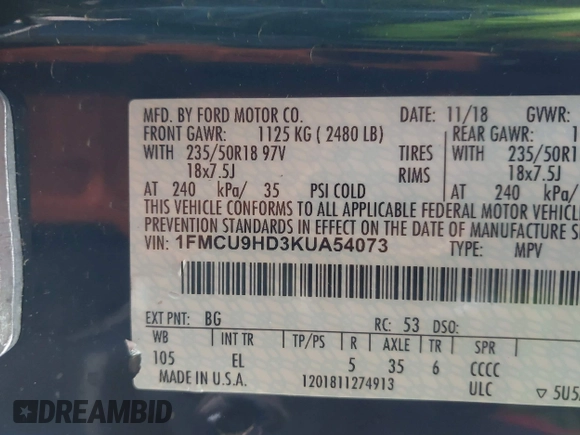 MFD. BY FORD MOTOR CO. DATE: 11/18 GVWR:
FRONT GAWR: 1125 KG ( 2480 LB) REAR GAWR:
WITH 235/50R18 97V TIRES WITH 235/50R1
18x7.5J RIMS 18x7.5J
AT 240 kPa/ 35 PSI COLD AT 240 kPa/
THIS VEHICLE CONFORMS TO ALL APPLICABLE FEDERAL MOTOR VEHICLE
PREVENTION STANDARDS IN EFFECT ON THE DATE OF MANUFACTURE S
VIN: 1FMCU9HD3KUA54073 TYPE: MPV
EXT PNT: BG RC: 53 DSO:
WB INT TR TP/PS R AXLE TR SPR
105 EL 5 35 6 CCCC
MADE IN U.S.A. 1201811274913 ULC ▽ 5U5
DREAMBID